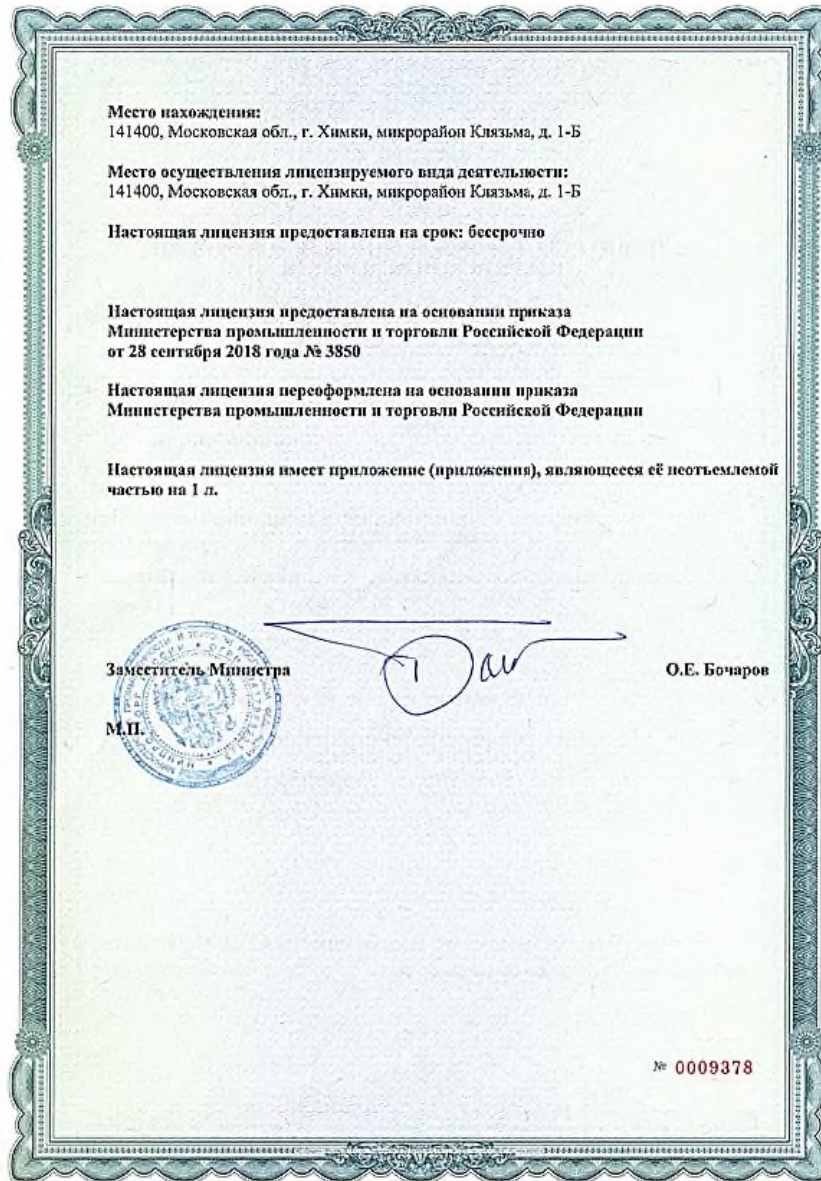 Место нахождения:
141400, Московская обл., г. Химки, микрорайон Клязьма, д. 1-Б
Место осуществления лицензируемого вида деятельности:
141400, Московская обл., г. Химки, микрорайон Клязьма, д. 1-Б
Настоящая лицензия предоставлена на срок: бессрочно
Настоящая лицензия предоставлена на основании приказа
Министерства промышленности и торговли Российской Федерации
от 28 сентября 2018 года № 3850
Настоящая лицензия переоформлена на основании приказа
Министерства промышленности и торговли Российской Федерации
Настоящая лицензия имеет приложение (приложения), являющееся её неотъемлемой
частью на 1 л.
Заместитель Министра
О.Е. Бочаров
М.П.
№ 0009378